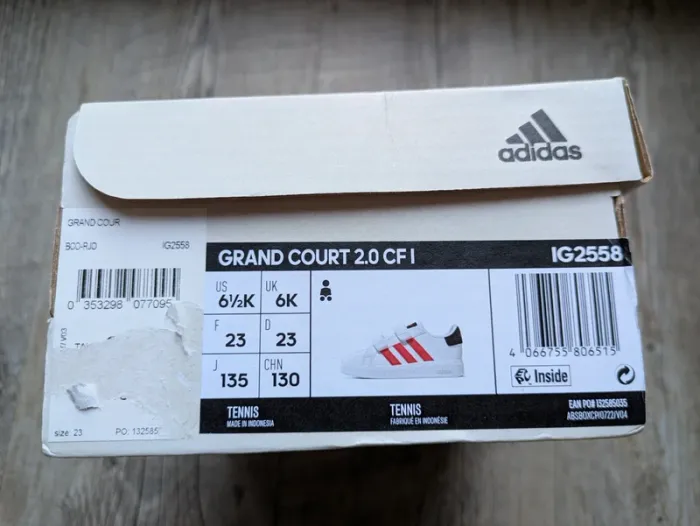 adidas
GRAND COUR
BOO-RJD IG2558
0 353298 077095
size: 23 PO: 132585
GRAND COURT 2.0 CF I IG2558
US UK
6½K 6K
F D
23 23
J CHN
135 130
4 066755 806515
Inside
TENNIS
MADE IN INDONESIA
TENNIS
FABRIQUÉ EN INDONÉSIE
EAN PO# 132585035